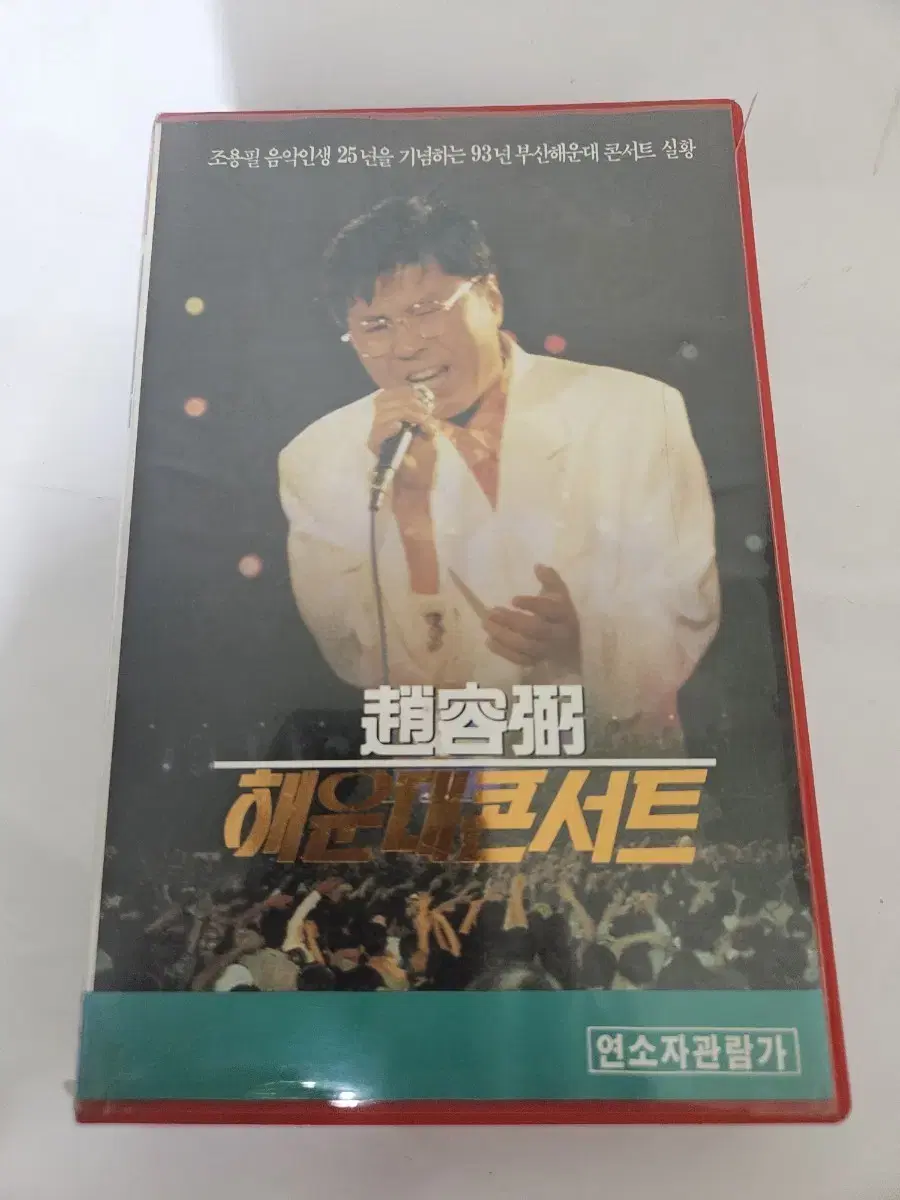 조용필 음악인생 25년을 기념하는 93년 부산해운대 콘서트 실황
趙容弼
해운대콘서트
연소자관람가